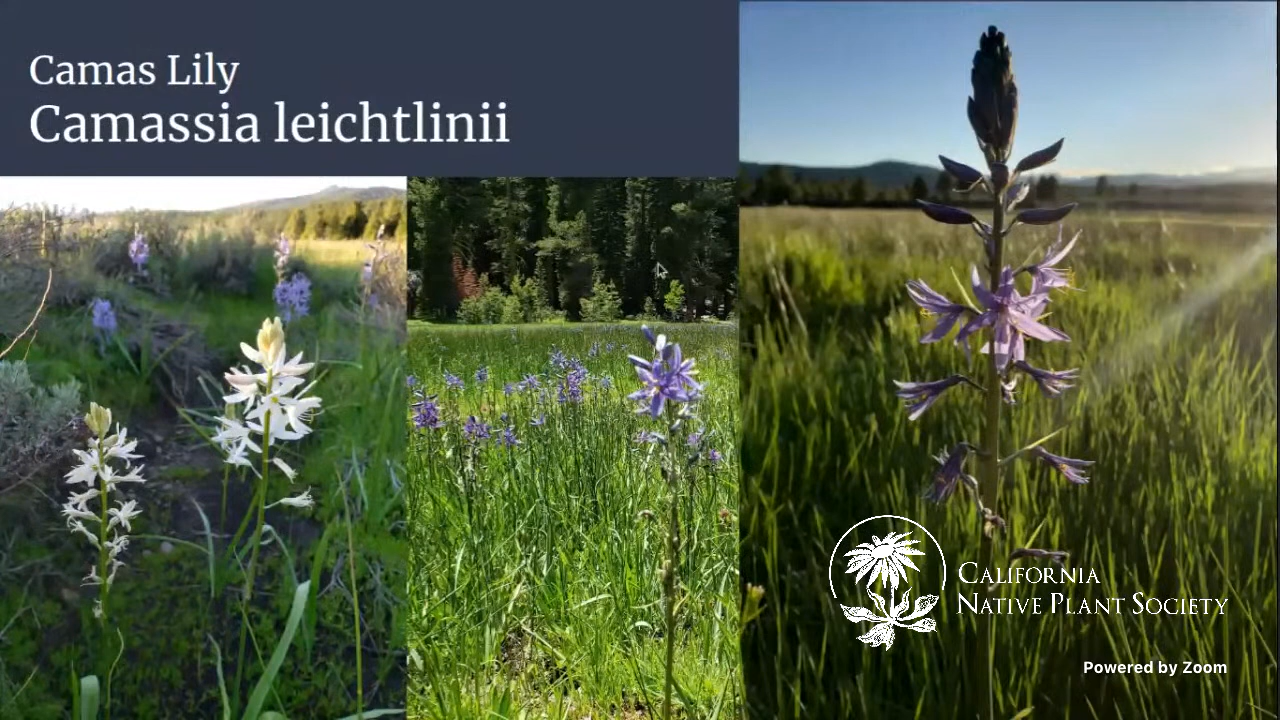 Camas Lily
Camassia leichtlinii
California
Native Plant Society
Powered by Zoom